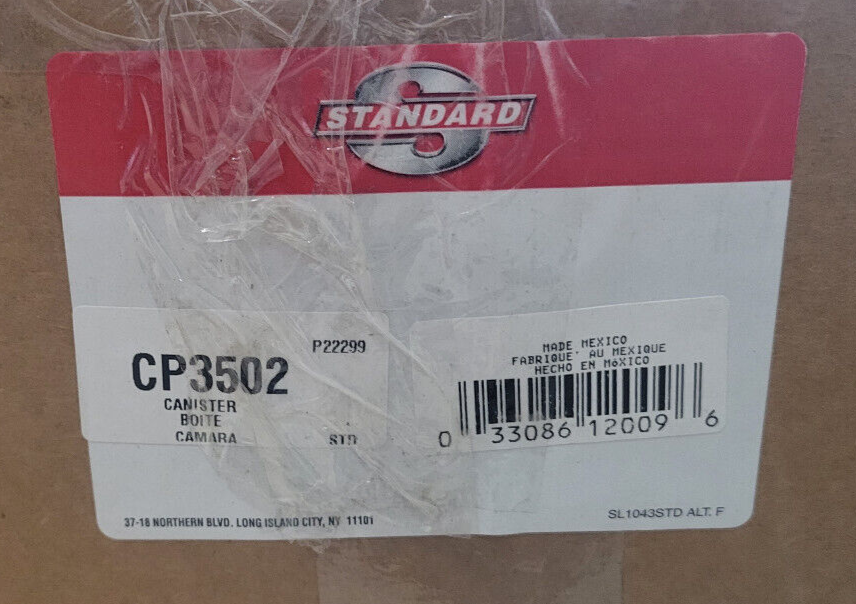 STANDARD
P22299
CP3502
CANISTER
BOITE
CAMARA
STD
MADE MEXICO
FABRIQUE' AU MEXIQUE
HECHO EN MóXICO
0 33086 12009 6
37-18 NORTHERN BLVD. LONG ISLAND CITY, NY 11101
SL1043STD ALT. F